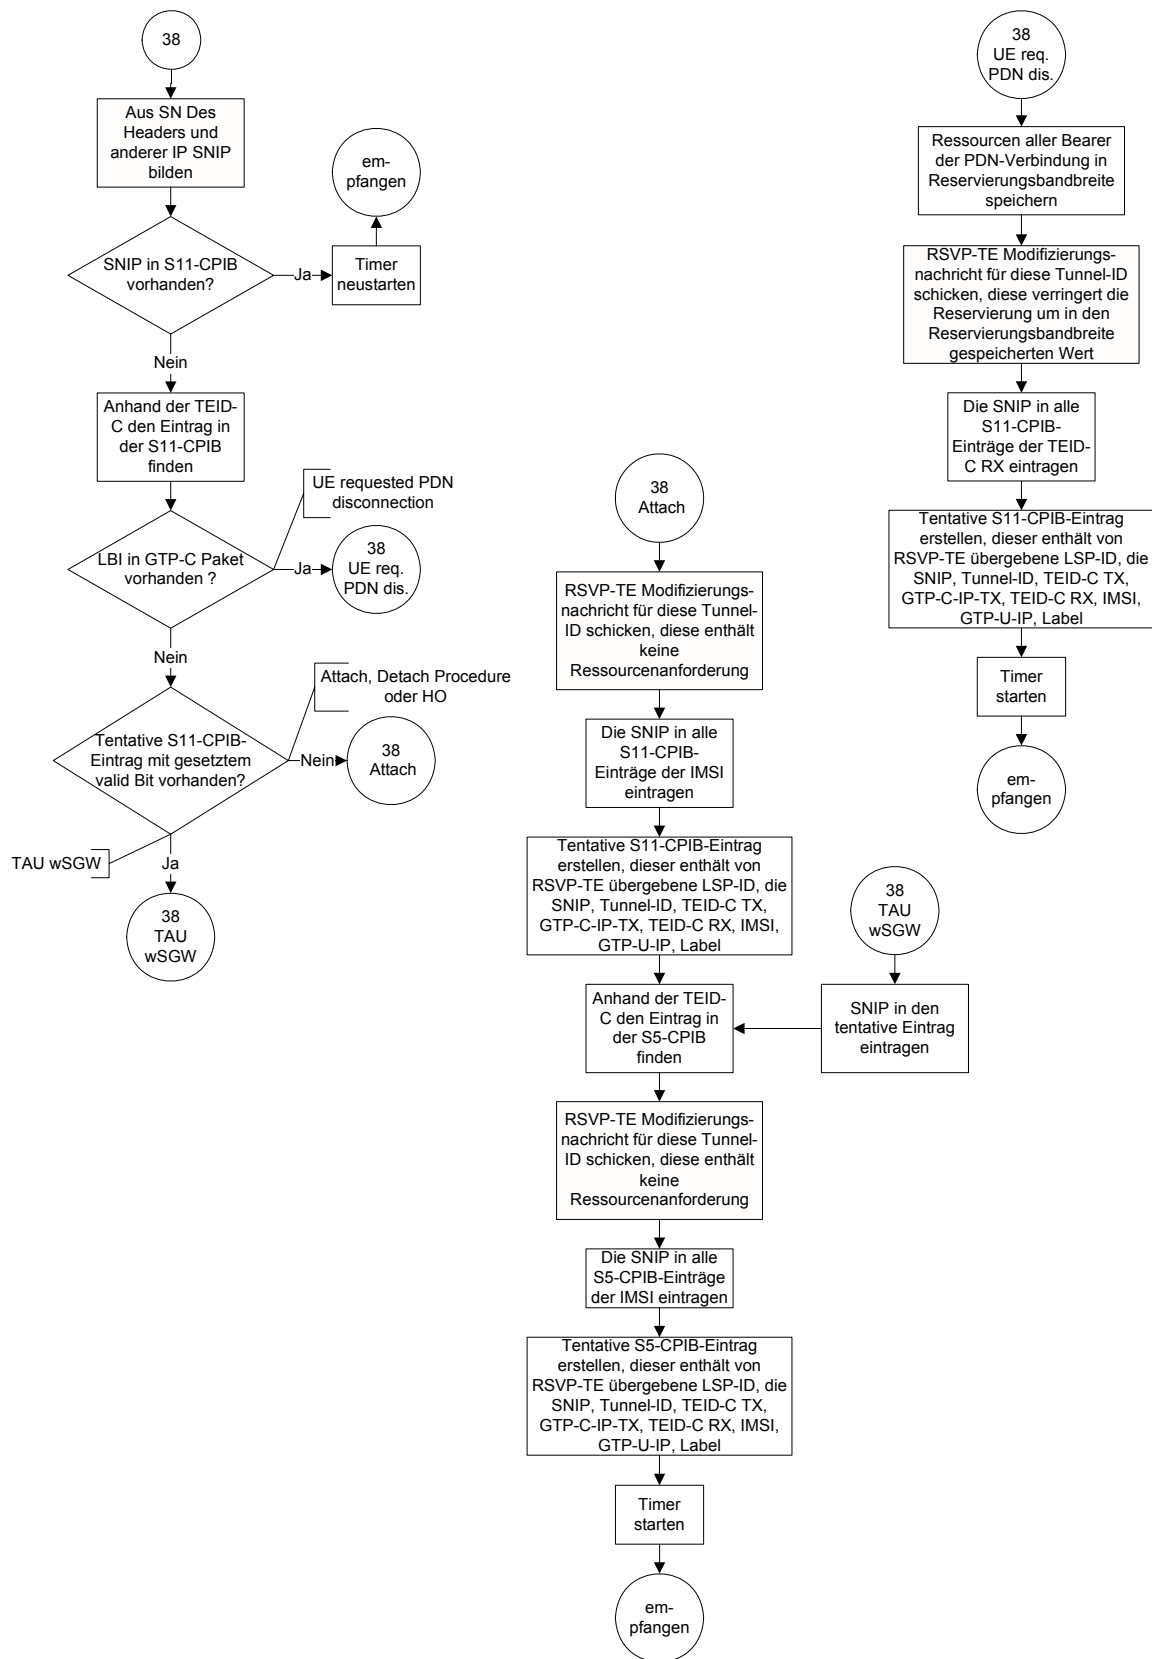 38
Aus SN Des
Headers und
anderer IP SNIP
bilden
SNIP in S11-CPIB
vorhanden?
Ja
Timer
neustarten
em-
pfangen
Nein
Anhand der TEID-
C den Eintrag in
der S11-CPIB
finden
UE requested PDN
disconnection
LBI in GTP-C Paket
vorhanden ?
Ja
38
UE req.
PDN dis.
Nein
Attach, Detach Procedure
oder HO
Tentative S11-CPIB-
Eintrag mit gesetztem
valid Bit vorhanden?
Nein
38
Attach
TAU wSGW
Ja
38
TAU
wSGW
38
Attach
RSVP-TE Modifizierungs-
nachricht für diese Tunnel-
ID schicken, diese enthält
keine
Ressourcenanforderung
Die SNIP in alle
S11-CPIB-
Einträge der IMSI
eintragen
Tentative S11-CPIB-Eintrag
erstellen, dieser enthält von
RSVP-TE übergebene LSP-ID, die
SNIP, Tunnel-ID, TEID-C TX,
GTP-C-IP-TX, TEID-C RX, IMSI,
GTP-U-IP, Label
Anhand der TEID-
C den Eintrag in
der S5-CPIB
finden
RSVP-TE Modifizierungs-
nachricht für diese Tunnel-
ID schicken, diese enthält
keine
Ressourcenanforderung
Die SNIP in alle
S5-CPIB-Einträge
der IMSI eintragen
Tentative S5-CPIB-Eintrag
erstellen, dieser enthält von
RSVP-TE übergebene LSP-ID, die
SNIP, Tunnel-ID, TEID-C TX,
GTP-C-IP-TX, TEID-C RX, IMSI,
GTP-U-IP, Label
Timer
starten
em-
pfangen
38
TAU
wSGW
SNIP in den
tentative Eintrag
eintragen
38
UE req.
PDN dis.
Ressourcen aller Bearer
der PDN-Verbindung in
Reservierungsbandbreite
speichern
RSVP-TE Modifizierungs-
nachricht für diese Tunnel-ID
schicken, diese verringert die
Reservierung um in den
Reservierungsbandbreite
gespeicherten Wert
Die SNIP in alle
S11-CPIB-
Einträge der TEID-
C RX eintragen
Tentative S11-CPIB-Eintrag
erstellen, dieser enthält von
RSVP-TE übergebene LSP-ID, die
SNIP, Tunnel-ID, TEID-C TX,
GTP-C-IP-TX, TEID-C RX, IMSI,
GTP-U-IP, Label
Timer
starten
em-
pfangen